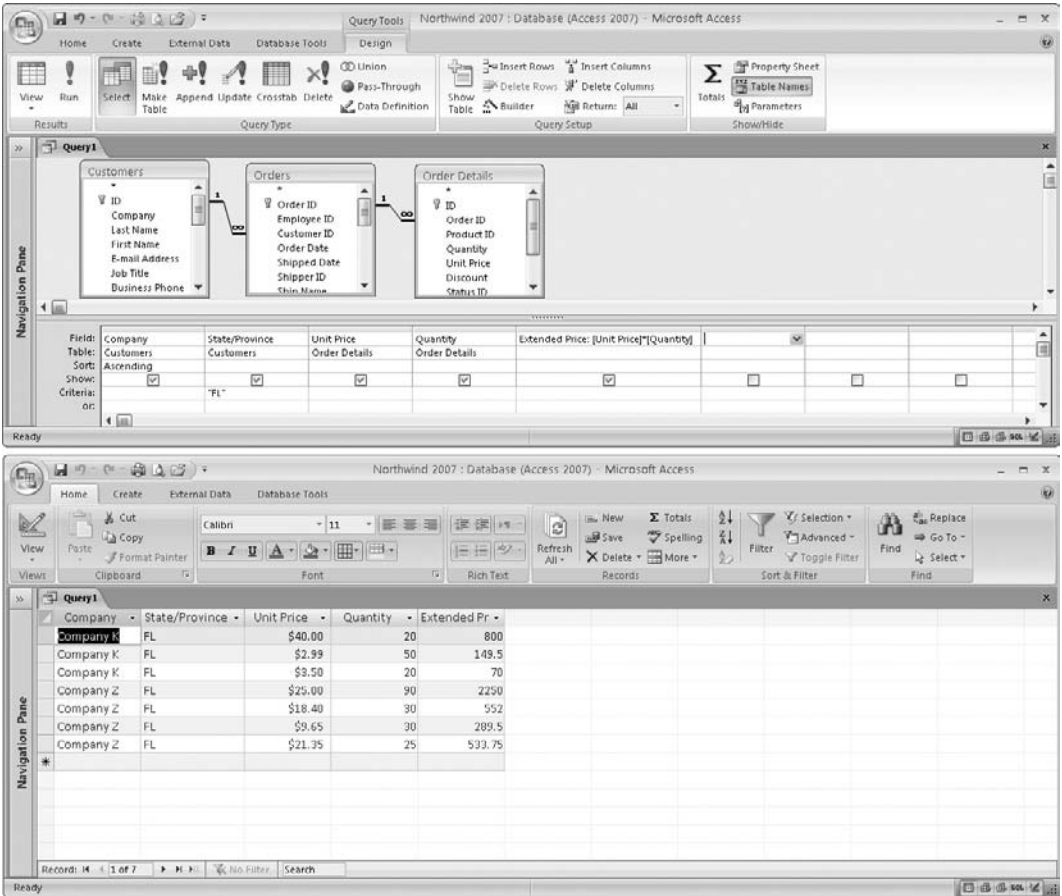 Query Tools Northwind 2007 : Database (Access 2007) - Microsoft Access
Home Create External Data Database Tools Design
View Run Select Make Table Append Update Crosstab Delete
Union
Pass-Through
Data Definition
Show Table
Insert Rows Insert Columns
Delete Rows Delete Columns
Builder Return: All
Totals
Property Sheet
Table Names
Parameters
Results Query Type Query Setup Show/Hide
Query1
Navigation Pane
Customers
*
ID
Company
Last Name
First Name
E-mail Address
Job Title
Business Phone
1
∞
Orders
*
Order ID
Employee ID
Customer ID
Order Date
Shipped Date
Shipper ID
Ship Name
1
∞
Order Details
*
ID
Order ID
Product ID
Quantity
Unit Price
Discount
Status ID
Field: Company State/Province Unit Price Quantity Extended Price: [Unit Price]*[Quantity]
Table: Customers Customers Order Details Order Details
Sort: Ascending
Show:
Criteria: "FL"
or:
Ready
SQL
Northwind 2007 : Database (Access 2007) - Microsoft Access
Home Create External Data Database Tools
View
Paste
Cut
Copy
Format Painter
Calibri 11
B I U A
Refresh All
New Totals
Save Spelling
Delete More
Filter
Selection
Advanced
Toggle Filter
Find
Replace
Go To
Select
Views Clipboard Font Rich Text Records Sort & Filter Find
Query1
Navigation Pane
Company State/Province Unit Price Quantity Extended Pr
Company K FL $40.00 20 800
Company K FL $2.99 50 149.5
Company K FL $3.50 20 70
Company Z FL $25.00 90 2250
Company Z FL $18.40 30 552
Company Z FL $9.65 30 289.5
Company Z FL $21.35 25 533.75
*
Record: 1 of 7 No Filter Search
Ready
SQL